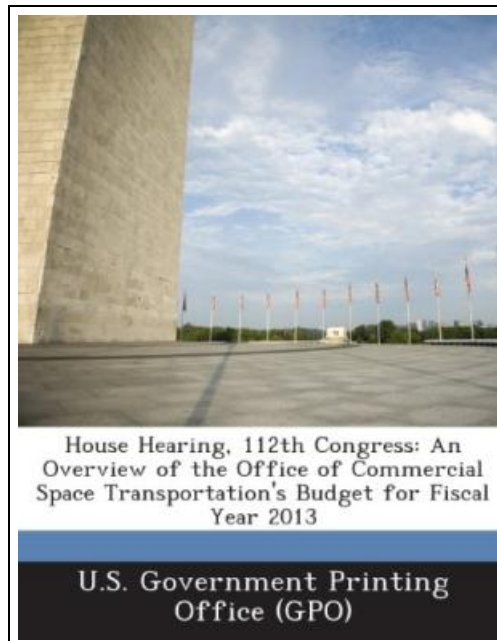 House Hearing, 112th Congress: An
Overview of the Office of Commercial
Space Transportation's Budget for Fiscal
Year 2013
U.S. Government Printing
Office (GPO)